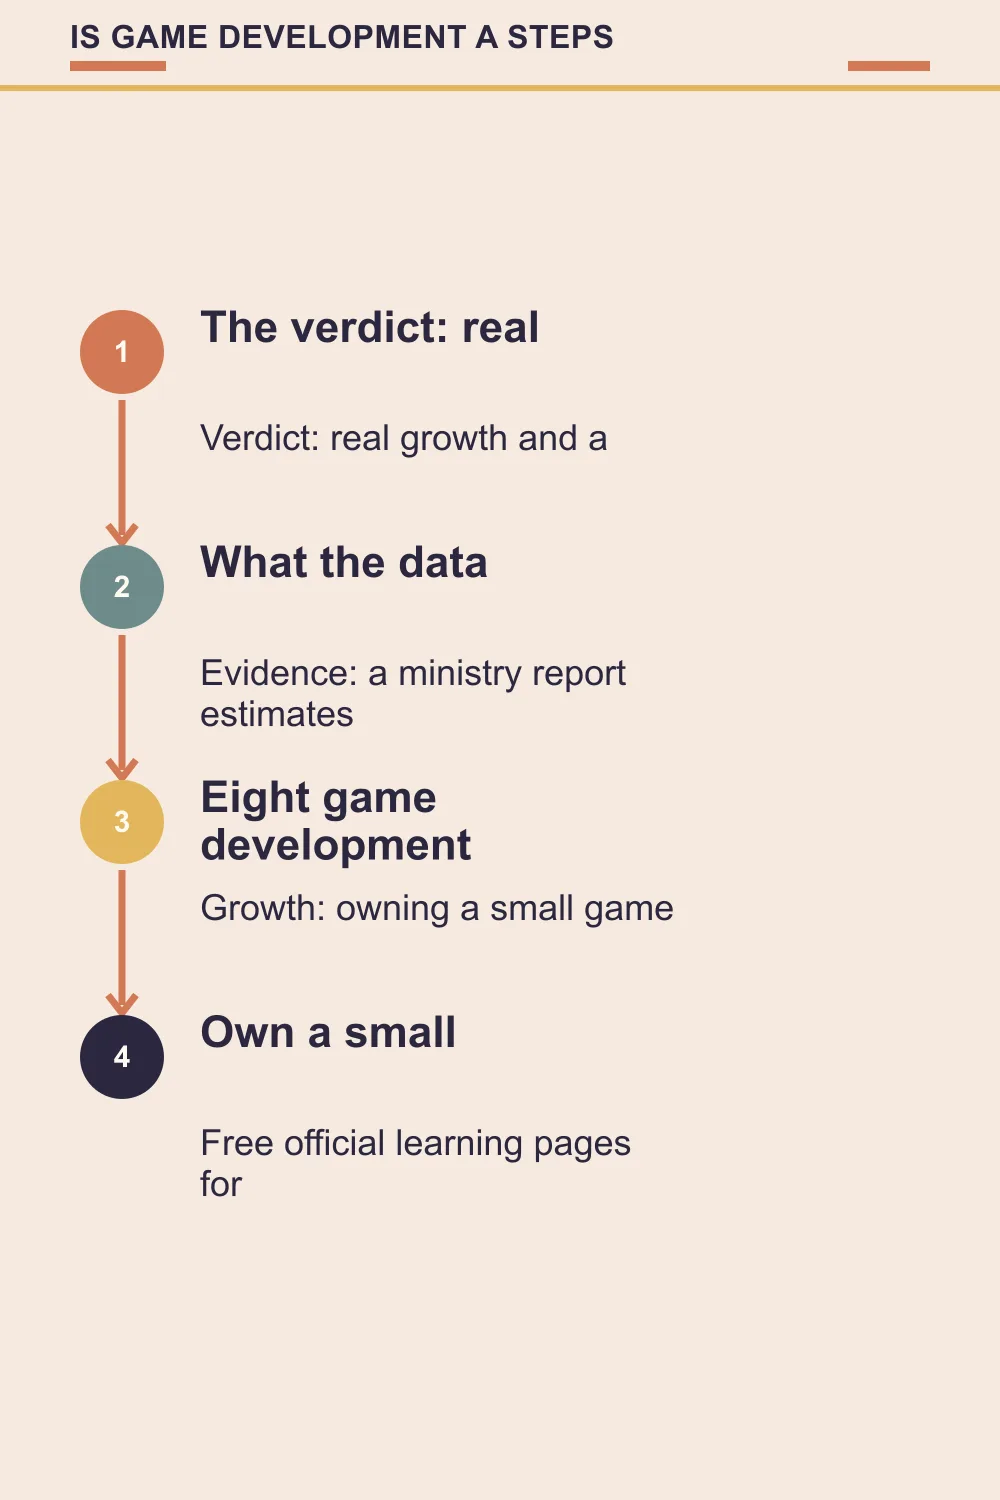 IS GAME DEVELOPMENT A STEPS
1
The verdict: real
Verdict: real growth and a
2
What the data
Evidence: a ministry report
estimates
3
Eight game
development
Growth: owning a small game
4
Own a small
Free official learning pages
for